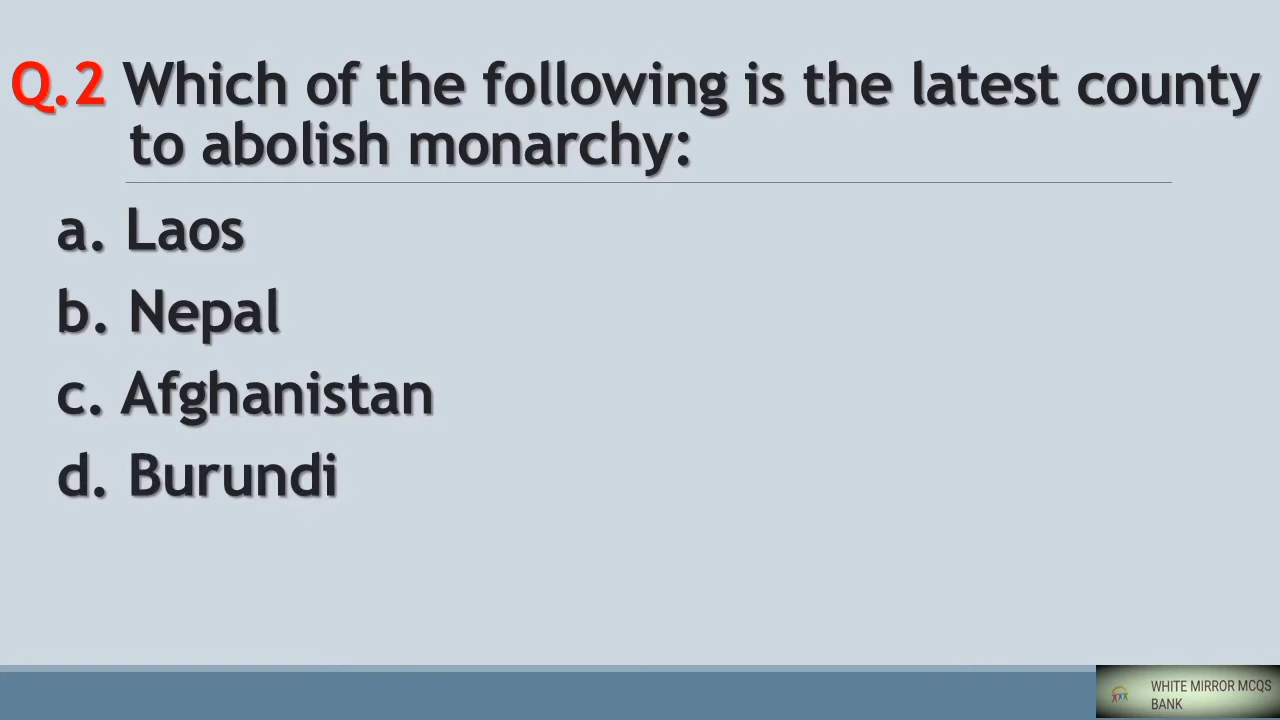 Q.2 Which of the following is the latest county
to abolish monarchy:
a. Laos
b. Nepal
c. Afghanistan
d. Burundi
WHITE MIRROR MCQS
BANK